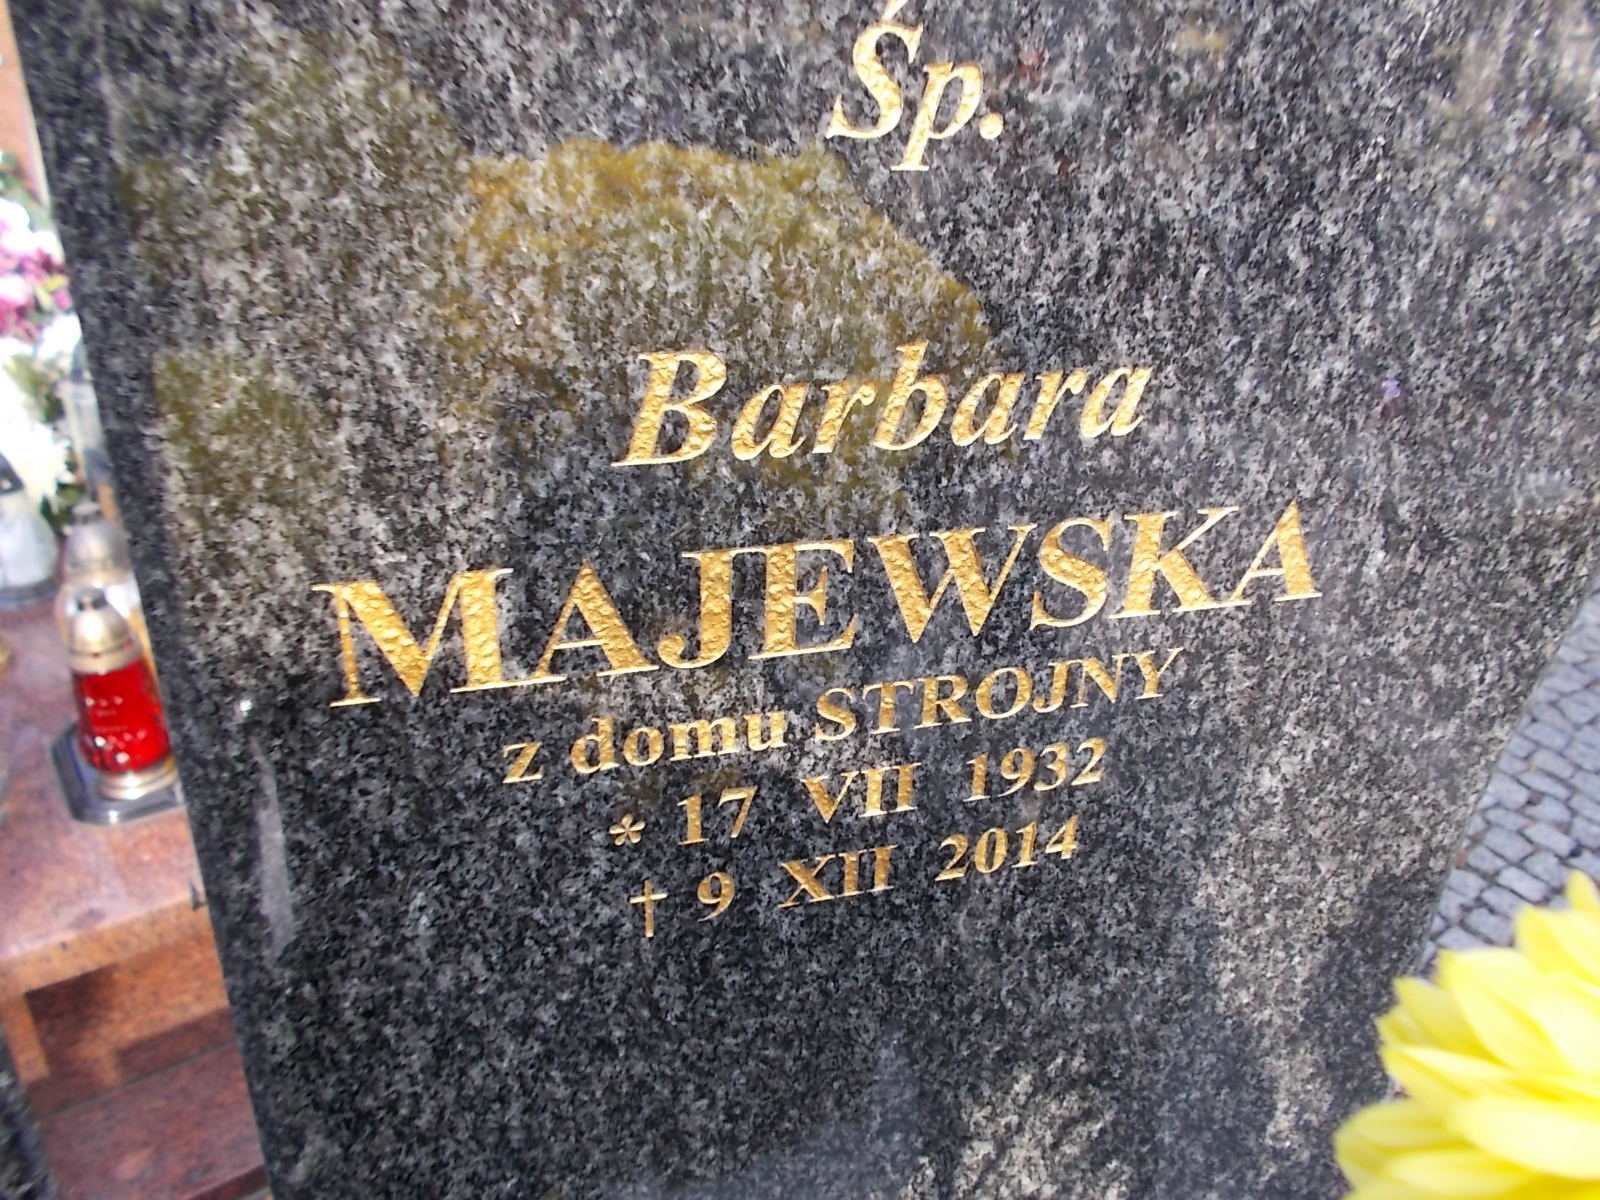 Śp.
Barbara
MAJEWSKA
z domu STROJNY
* 17 VII 1932
† 9 XII 2014